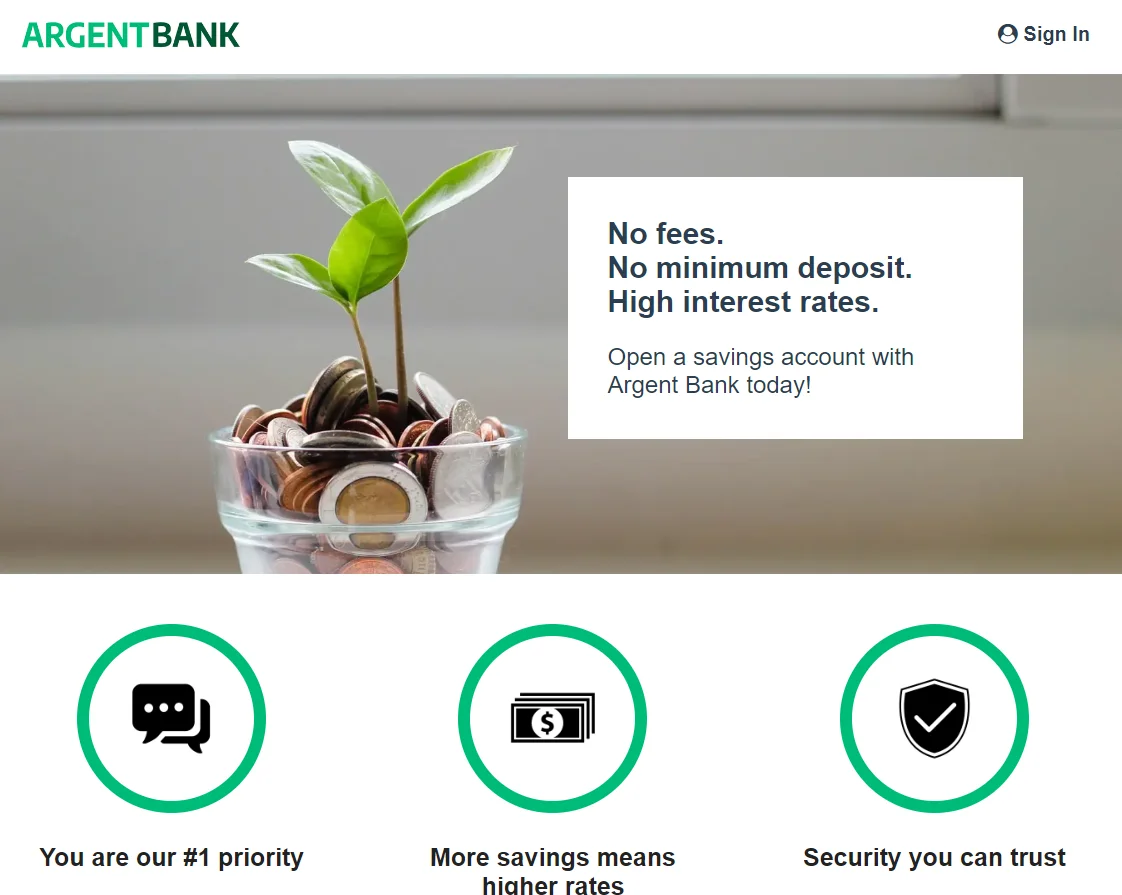 ARGENTBANK
Sign In
No fees.
No minimum deposit.
High interest rates.
Open a savings account with
Argent Bank today!
$
You are our #1 priority
More savings means
higher rates
Security you can trust